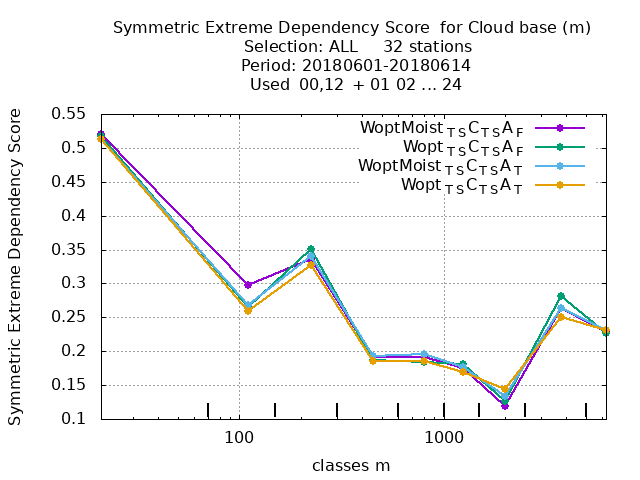 Symmetric Extreme Dependency Score  for Cloud base (m)
Selection: ALL     32 stations
Period: 20180601-20180614
Used  00,12  + 01 02 ... 24
Symmetric Extreme Dependency Score
0.55
0.5
0.45
0.4
0.35
0.3
0.25
0.2
0.15
0.1
WoptMoist TS C TS A F
Wopt TS C TS A F
WoptMoist TS C TS A T
Wopt TS C TS A T
100
1000
classes m